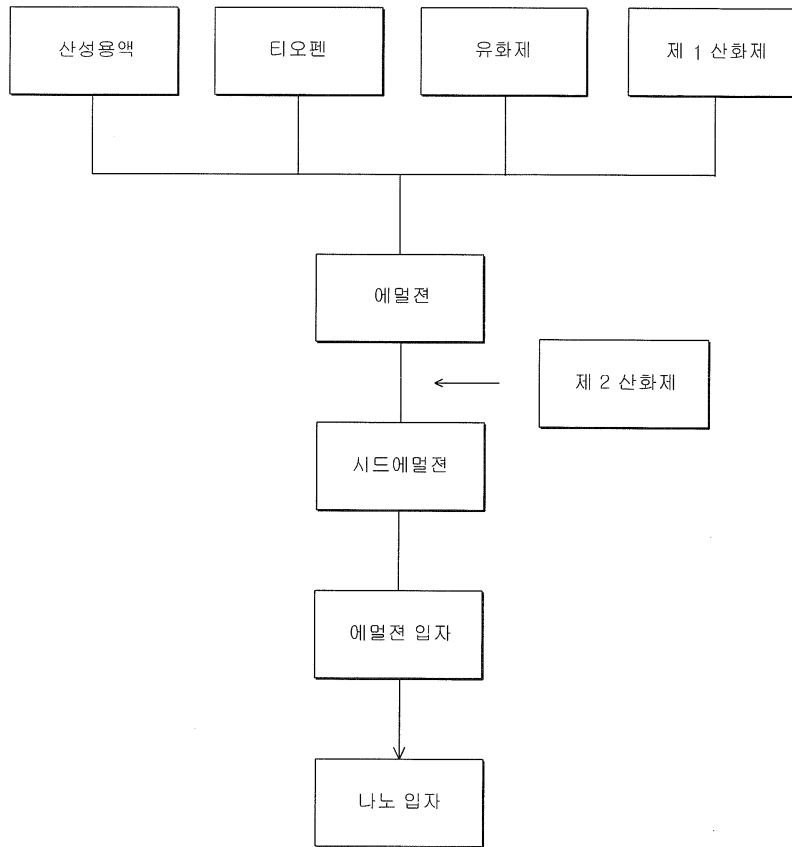 산성용액
티오펜
유화제
제 1 산화제
에멀젼
제 2 산화제
시드에멀젼
에멀젼 입자
나노 입자